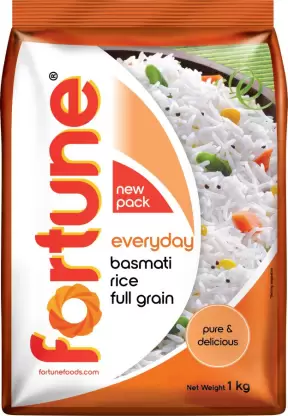 fortune®
new
pack
everyday
basmati
rice
full grain
pure &
delicious
fortunefoods.com
Net Weight 1 kg